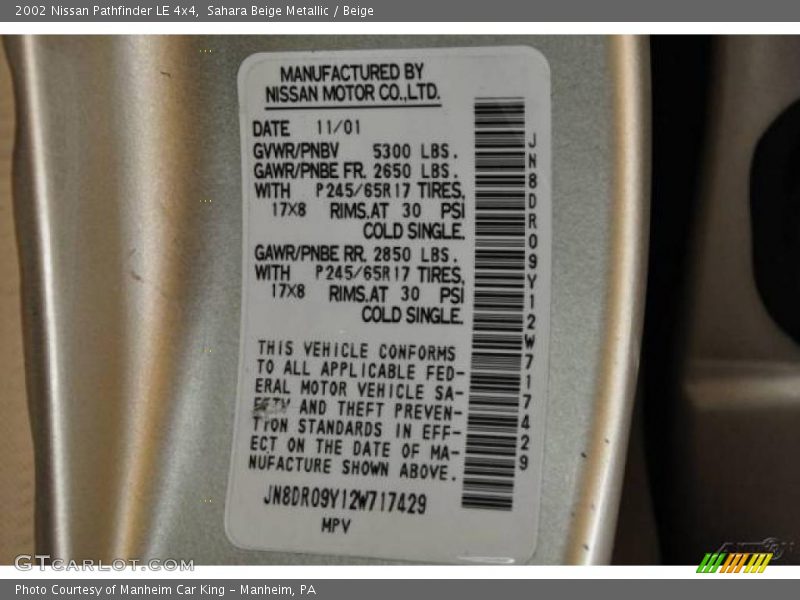 2002 Nissan Pathfinder LE 4x4,  Sahara Beige Metallic / Beige
MANUFACTURED BY
NISSAN MOTOR CO.,LTD.
DATE 11/01
GVWR/PNBV 5300 LBS.
GAWR/PNBE FR. 2650 LBS.
WITH P245/65R17 TIRES,
17X8 RIMS,AT 30 PSI
COLD SINGLE.
GAWR/PNBE RR. 2850 LBS.
WITH P245/65R17 TIRES,
17X8 RIMS,AT 30 PSI
COLD SINGLE.
THIS VEHICLE CONFORMS
TO ALL APPLICABLE FED-
ERAL MOTOR VEHICLE SA-
FETY AND THEFT PREVEN-
TION STANDARDS IN EFF-
ECT ON THE DATE OF MA-
NUFACTURE SHOWN ABOVE.
JN8DR09Y12W717429
MPV
JN8DR09Y12W717429
GTcarlot.com
Photo Courtesy of Manheim Car King - Manheim, PA